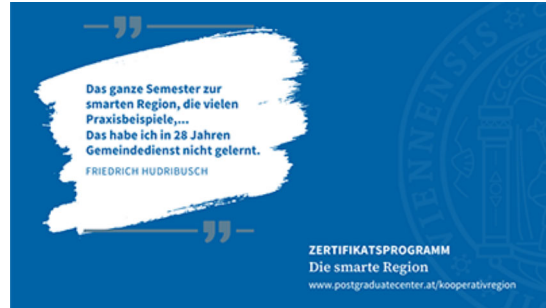 Das ganze Semester zur
smarten Region, die vielen
Praxisbeispiele,...
Das habe ich in 28 Jahren
Gemeindedienst nicht gelernt.
FRIEDRICH HUDRIBUSCH
ZERTIFIKATSPROGRAMM
Die smarte Region
www.postgraduatecenter.at/kooperativregion
VIENNENSIS